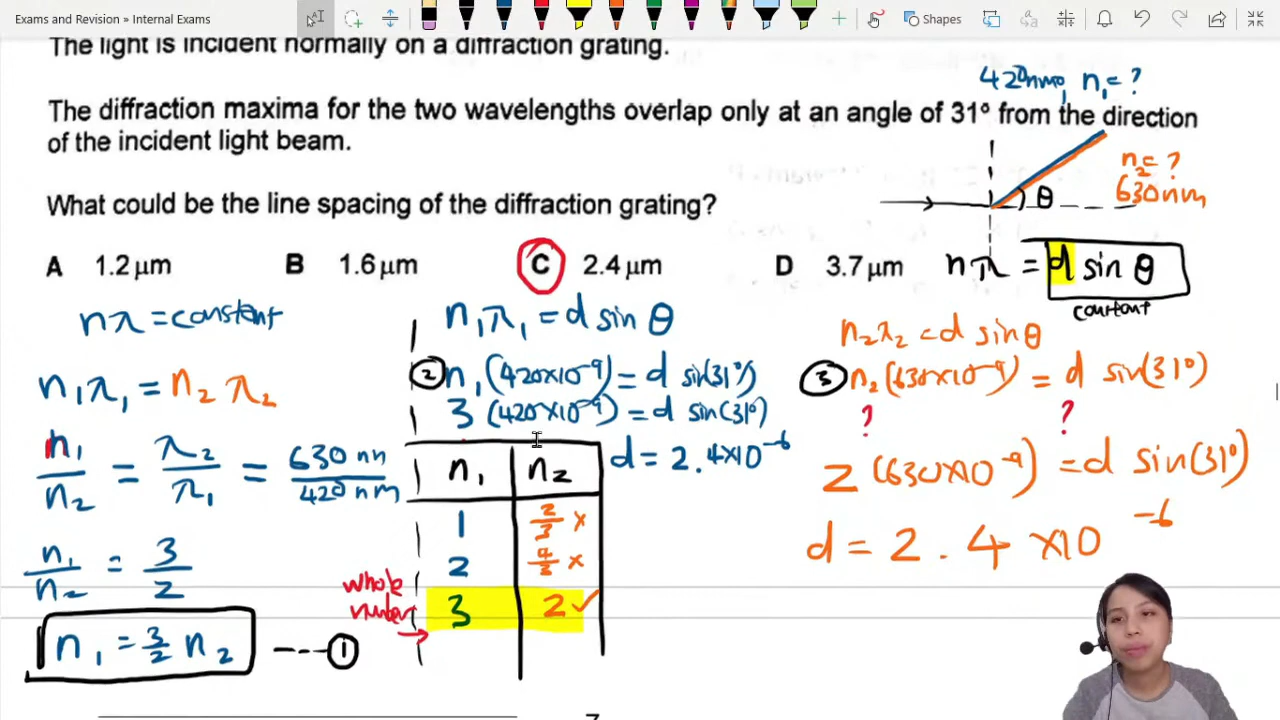 Exams and Revision » Internal Exams
Shapes
The light is incident normally on a diffraction grating.
420nm, n₁=?
The diffraction maxima for the two wavelengths overlap only at an angle of 31° from the direction
of the incident light beam.
n₂=?
630nm
θ
What could be the line spacing of the diffraction grating?
A 1.2 μm B 1.6 μm C 2.4 μm D 3.7 μm
nλ = d sin θ
constant
nλ = constant
n₁λ₁ = n₂λ₂
n₁/n₂ = λ₂/λ₁ = 630 nm/420 nm
n₁/n₂ = 3/2
n₁ = 3/2 n₂ ---①
n₁λ₁ = d sin θ
② n₁(420×10⁻⁹) = d sin(31°)
3 (420×10⁻⁹) = d sin(31°)
d = 2.4×10⁻⁶
n₁ n₂
1 2/3 ×
2 4/3 ×
3 2 ✓
whole
number
n₂λ₂ = d sin θ
③ n₂(630×10⁻⁹) = d sin(31°)
? ?
2 (630×10⁻⁹) = d sin(31°)
d = 2.4 ×10⁻⁶